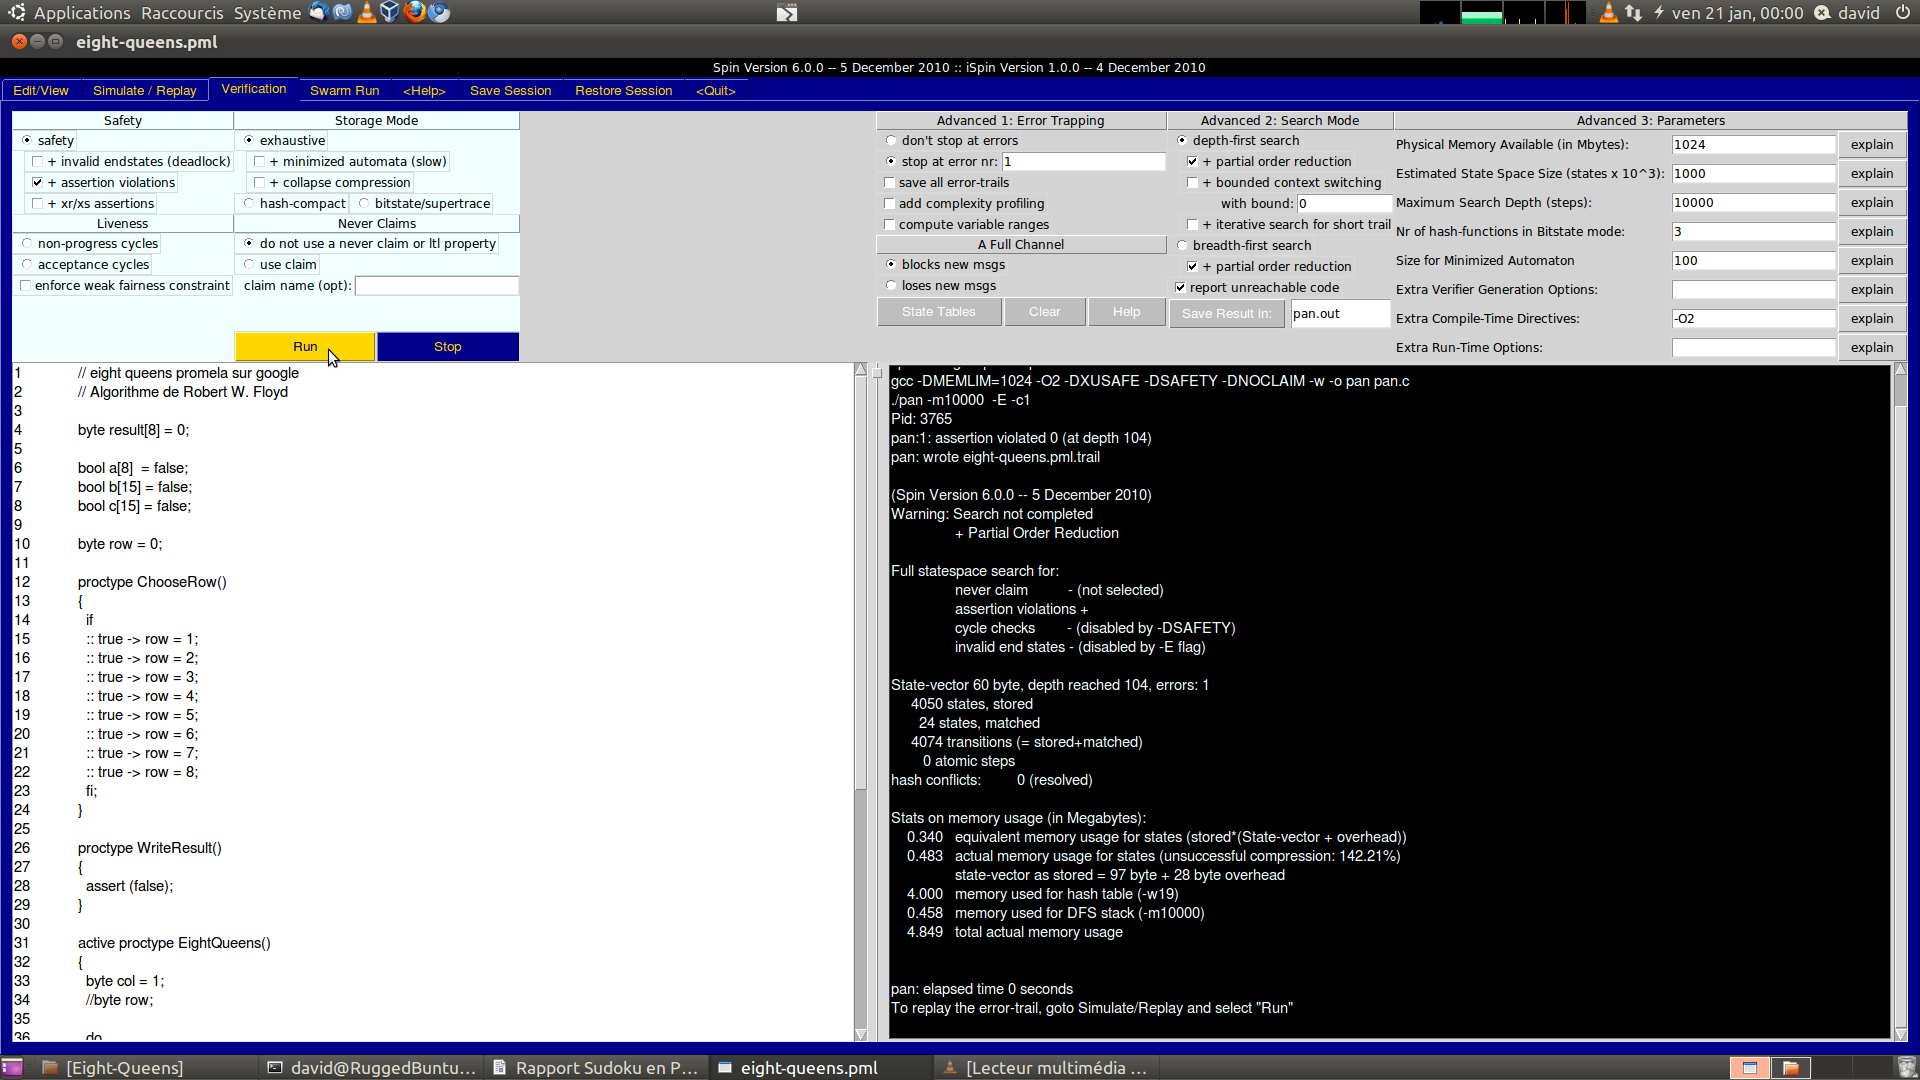 Applications Raccourcis Système ven 21 jan, 00:00 david
eight-queens.pml
Spin Version 6.0.0 -- 5 December 2010 :: iSpin Version 1.0.0 -- 4 December 2010
Edit/View Simulate / Replay Verification Swarm Run <Help> Save Session Restore Session <Quit>
Safety
safety
+ invalid endstates (deadlock)
+ assertion violations
+ xr/xs assertions
Liveness
non-progress cycles
acceptance cycles
enforce weak fairness constraint
Storage Mode
exhaustive
+ minimized automata (slow)
+ collapse compression
hash-compact bitstate/supertrace
Never Claims
do not use a never claim or ltl property
use claim
claim name (opt):
Run Stop
Advanced 1: Error Trapping
don't stop at errors
stop at error nr: 1
save all error-trails
add complexity profiling
compute variable ranges
A Full Channel
blocks new msgs
loses new msgs
State Tables Clear Help
Advanced 2: Search Mode
depth-first search
+ partial order reduction
+ bounded context switching
with bound: 0
+ iterative search for short trail
breadth-first search
+ partial order reduction
report unreachable code
Save Result in: pan.out
Advanced 3: Parameters
Physical Memory Available (in Mbytes): 1024 explain
Estimated State Space Size (states x 10^3): 1000 explain
Maximum Search Depth (steps): 10000 explain
Nr of hash-functions in Bitstate mode: 3 explain
Size for Minimized Automaton 100 explain
Extra Verifier Generation Options: explain
Extra Compile-Time Directives: -O2 explain
Extra Run-Time Options: explain
1 // eight queens promela sur google
2 // Algorithme de Robert W. Floyd
3
4 byte result[8] = 0;
5
6 bool a[8] = false;
7 bool b[15] = false;
8 bool c[15] = false;
9
10 byte row = 0;
11
12 proctype ChooseRow()
13 {
14 if
15 :: true -> row = 1;
16 :: true -> row = 2;
17 :: true -> row = 3;
18 :: true -> row = 4;
19 :: true -> row = 5;
20 :: true -> row = 6;
21 :: true -> row = 7;
22 :: true -> row = 8;
23 fi;
24 }
25
26 proctype WriteResult()
27 {
28 assert (false);
29 }
30
31 active proctype EightQueens()
32 {
33 byte col = 1;
34 //byte row;
35
36 do
gcc -DMEMLIM=1024 -O2 -DXUSAFE -DSAFETY -DNOCLAIM -w -o pan pan.c
./pan -m10000 -E -c1
Pid: 3765
pan:1: assertion violated 0 (at depth 104)
pan: wrote eight-queens.pml.trail
(Spin Version 6.0.0 -- 5 December 2010)
Warning: Search not completed
+ Partial Order Reduction
Full statespace search for:
never claim - (not selected)
assertion violations +
cycle checks - (disabled by -DSAFETY)
invalid end states - (disabled by -E flag)
State-vector 60 byte, depth reached 104, errors: 1
4050 states, stored
24 states, matched
4074 transitions (= stored+matched)
0 atomic steps
hash conflicts: 0 (resolved)
Stats on memory usage (in Megabytes):
0.340 equivalent memory usage for states (stored*(State-vector + overhead))
0.483 actual memory usage for states (unsuccessful compression: 142.21%)
state-vector as stored = 97 byte + 28 byte overhead
4.000 memory used for hash table (-w19)
0.458 memory used for DFS stack (-m10000)
4.849 total actual memory usage
pan: elapsed time 0 seconds
To replay the error-trail, goto Simulate/Replay and select "Run"
[Eight-Queens] david@RuggedBuntu... Rapport Sudoku en P... eight-queens.pml [Lecteur multimédia ...